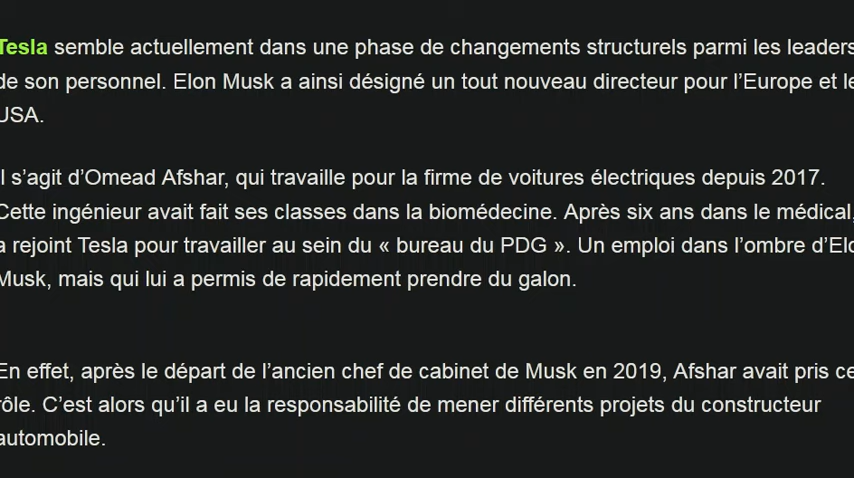 Tesla semble actuellement dans une phase de changements structurels parmi les leaders
de son personnel. Elon Musk a ainsi désigné un tout nouveau directeur pour l’Europe et le
USA.
Il s’agit d’Omead Afshar, qui travaille pour la firme de voitures électriques depuis 2017.
Cette ingénieur avait fait ses classes dans la biomédecine. Après six ans dans le médical,
a rejoint Tesla pour travailler au sein du « bureau du PDG ». Un emploi dans l’ombre d’Elo
Musk, mais qui lui a permis de rapidement prendre du galon.
En effet, après le départ de l’ancien chef de cabinet de Musk en 2019, Afshar avait pris ce
rôle. C’est alors qu’il a eu la responsabilité de mener différents projets du constructeur
automobile.